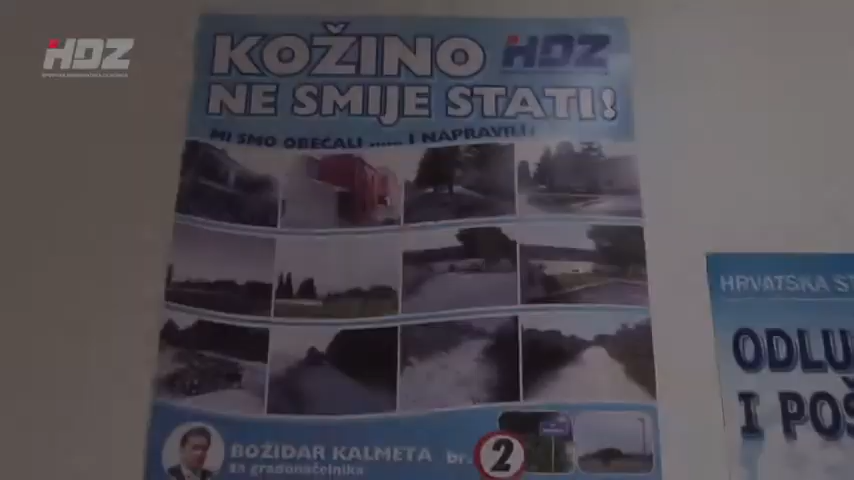 HDZ
KOŽINO HDZ
NE SMIJE STATI!
MI SMO OBEĆALI ..... I NAPRAVILI!
BOŽIDAR KALMETA br. 2
za gradonačelnika
HRVATSKA
ODLU
I POŠ